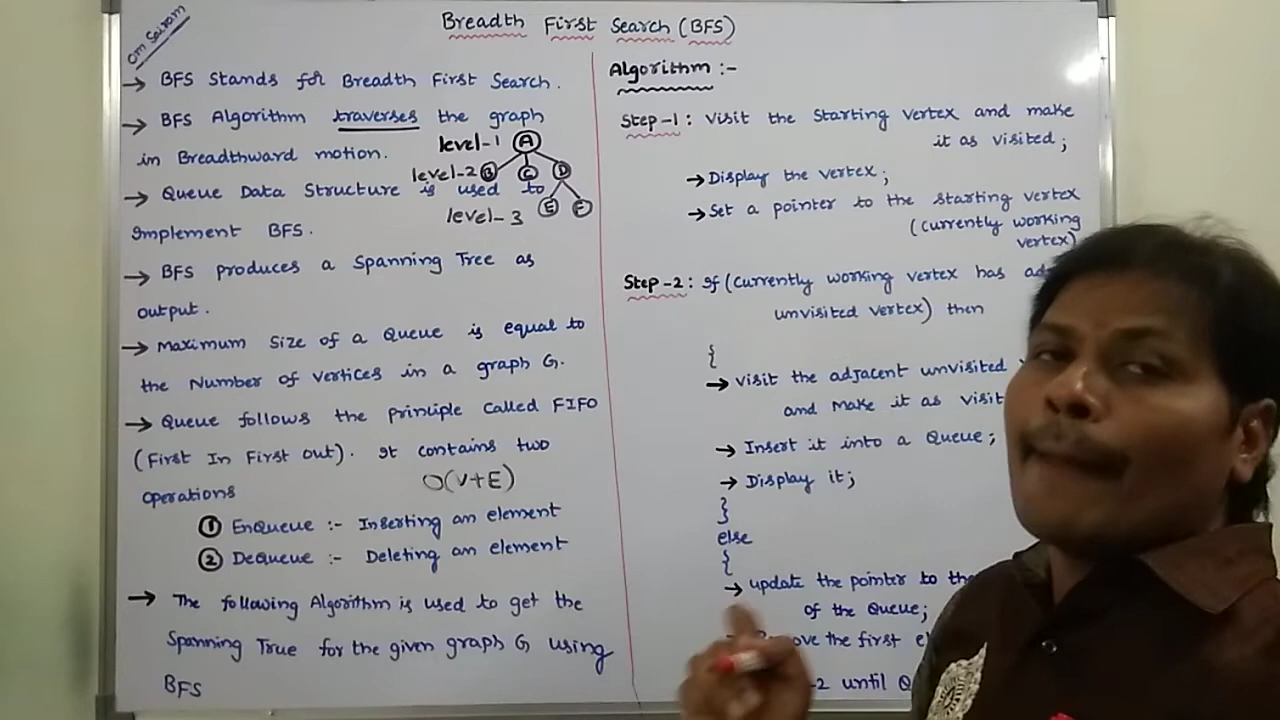 Om Sairam
Breadth First Search (BFS)
→ BFS Stands for Breadth First Search.
→ BFS Algorithm traverses the graph
in Breadthward motion.
level-1 A
level-2 B C D
level-3 E F
→ Queue Data Structure is used to
Implement BFS.
→ BFS produces a Spanning Tree as
output.
→ Maximum Size of a Queue is equal to
the Number of vertices in a graph G.
→ Queue follows the principle called FIFO
(First In First Out). It contains two
operations
O(V+E)
① EnQueue :- Inserting an element
② DeQueue :- Deleting an element
→ The following Algorithm is used to get the
Spanning True for the given graph G using
BFS
Algorithm :-
Step-1 : Visit the Starting vertex and make
it as visited ;
→ Display the vertex ;
→ Set a pointer to the starting vertex
(currently working
vertex)
Step-2 : If (currently working vertex has
unvisited vertex) then
{
→ visit the adjacent unvisited
and make it as
→ Insert it into a Queue ;
→ Display it ;
}
else
{
→ update the pointer to the
of the Queue ;
the first
-2 until